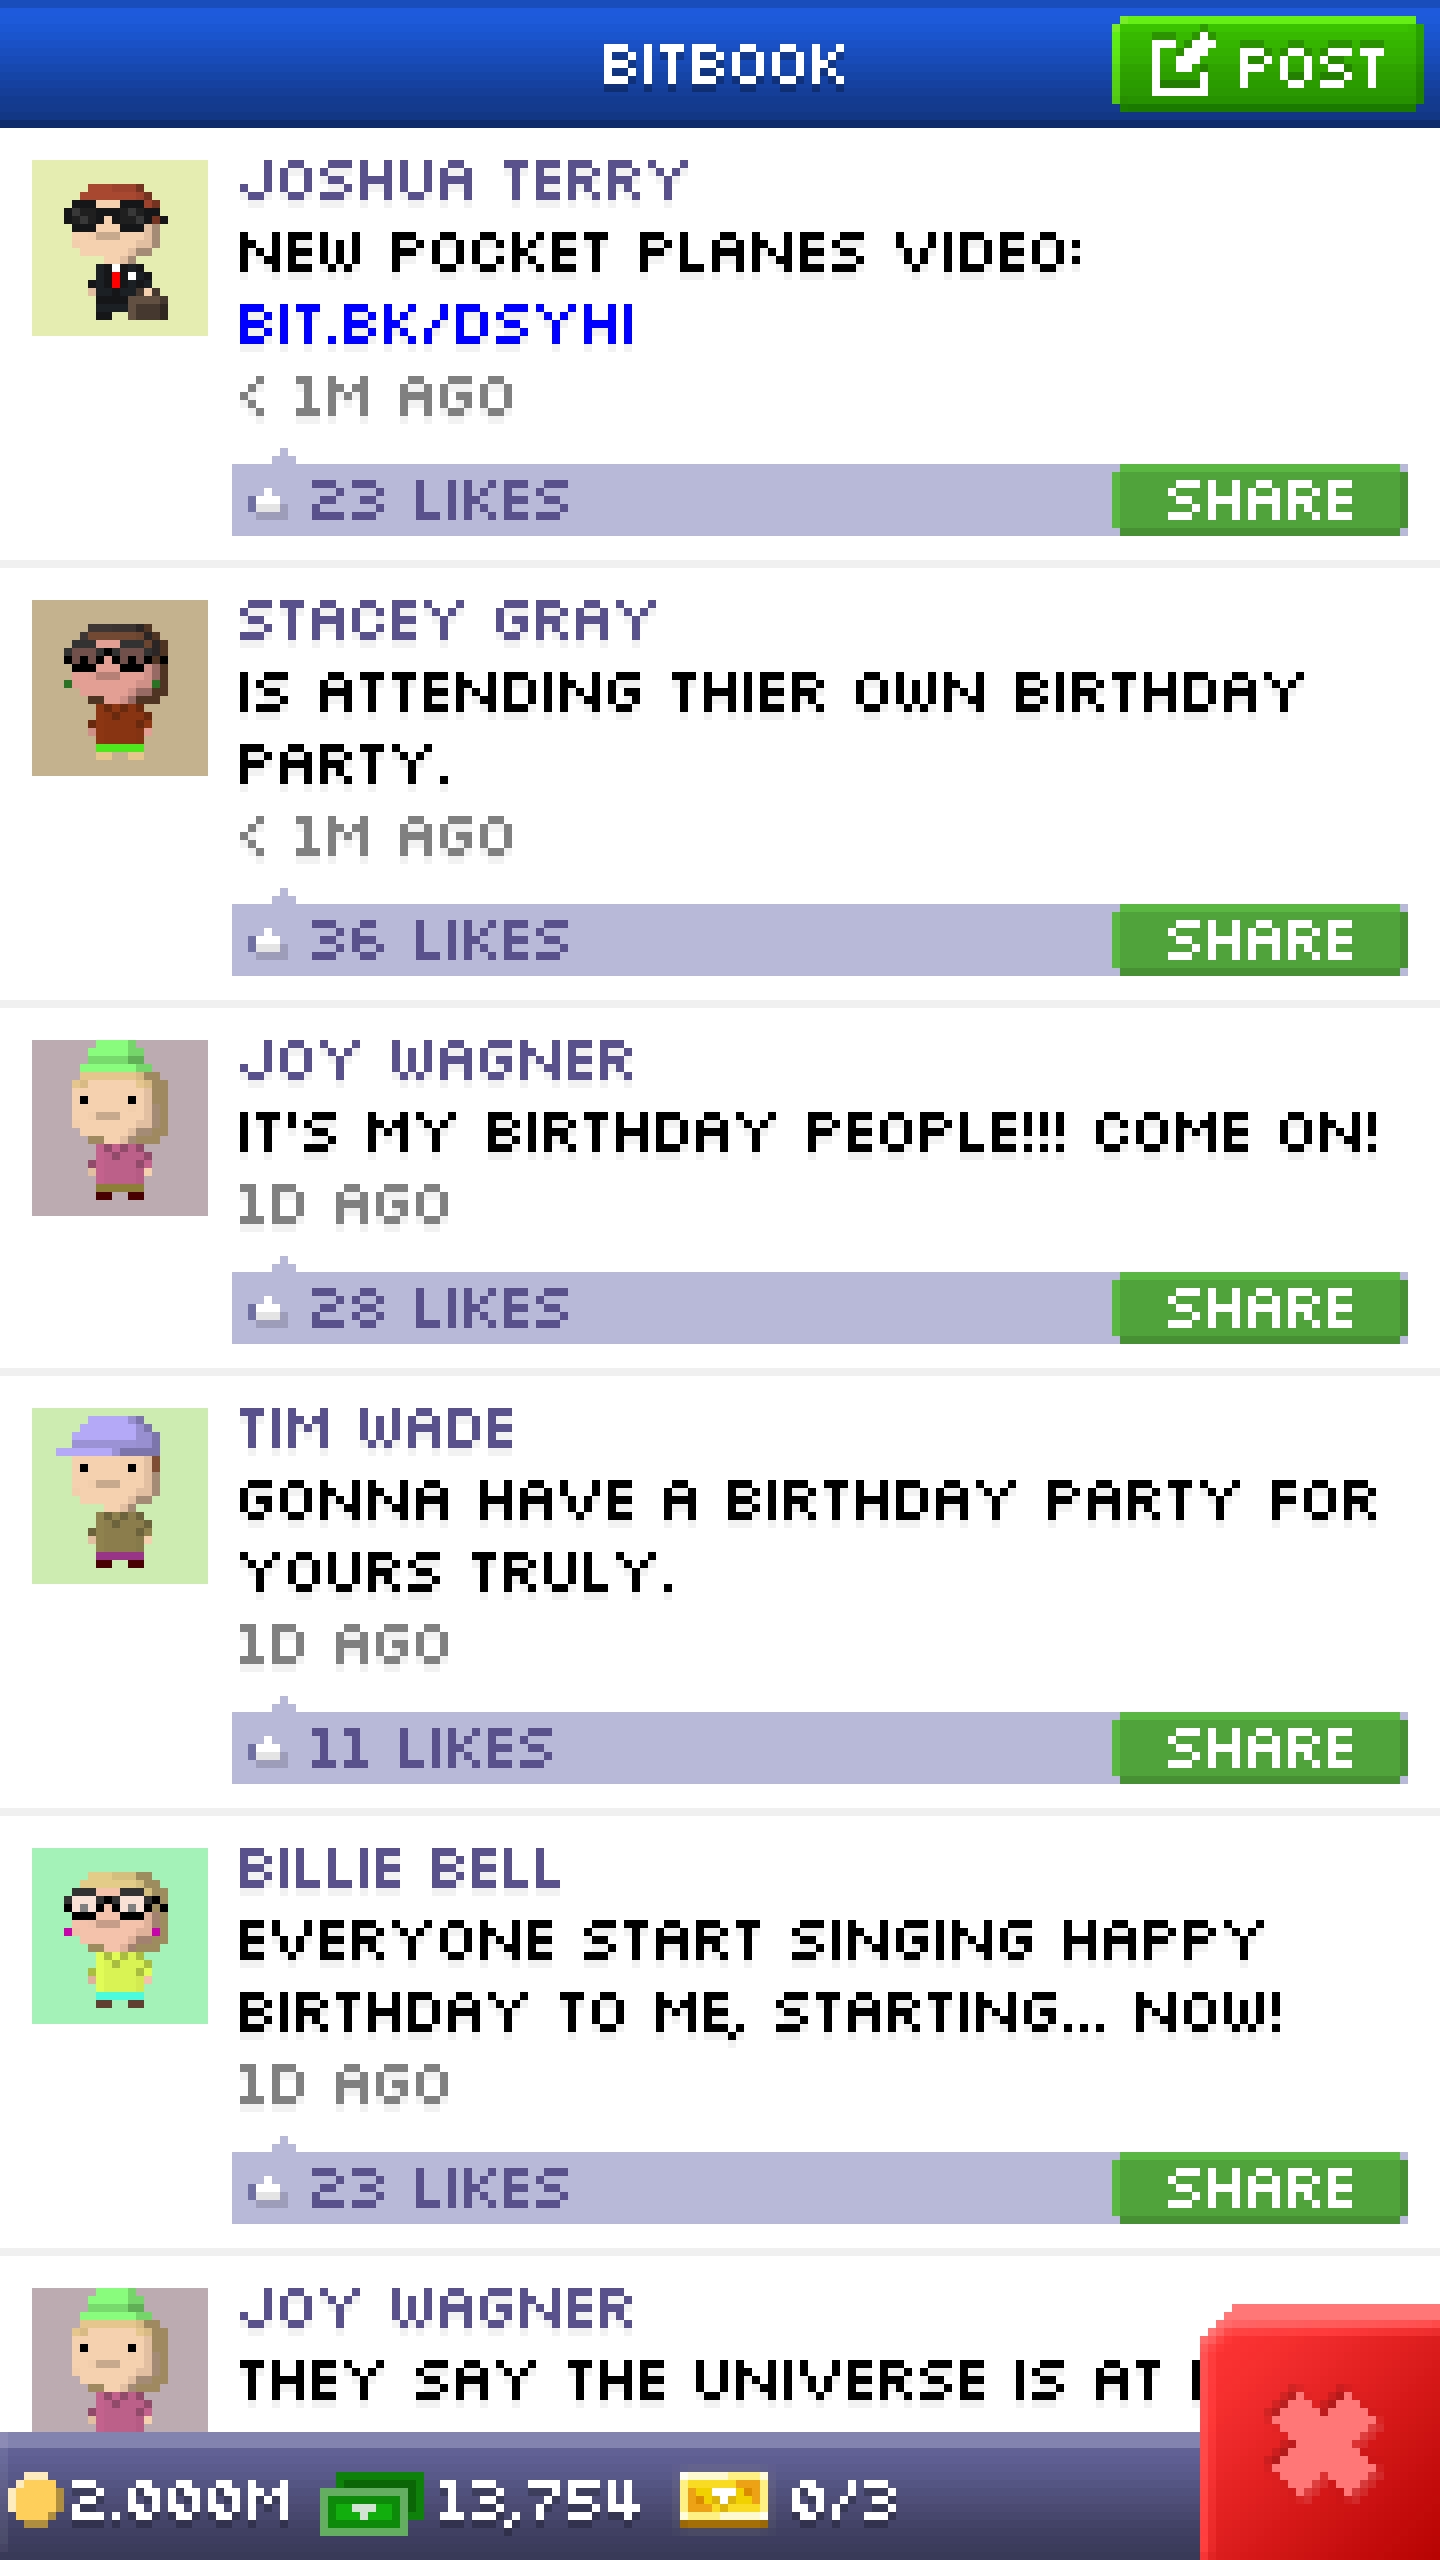 BITBOOK
POST
JOSHUA TERRY
NEW POCKET PLANES VIDEO:
BIT.BK/DSYHI
< 1M AGO
23 LIKES
SHARE
STACEY GRAY
IS ATTENDING THIER OWN BIRTHDAY
PARTY.
< 1M AGO
36 LIKES
SHARE
JOY WAGNER
IT'S MY BIRTHDAY PEOPLE!!! COME ON!
1D AGO
28 LIKES
SHARE
TIM WADE
GONNA HAVE A BIRTHDAY PARTY FOR
YOURS TRULY.
1D AGO
11 LIKES
SHARE
BILLIE BELL
EVERYONE START SINGING HAPPY
BIRTHDAY TO ME, STARTING... NOW!
1D AGO
23 LIKES
SHARE
JOY WAGNER
THEY SAY THE UNIVERSE IS AT
2.000M 13,754 0/3